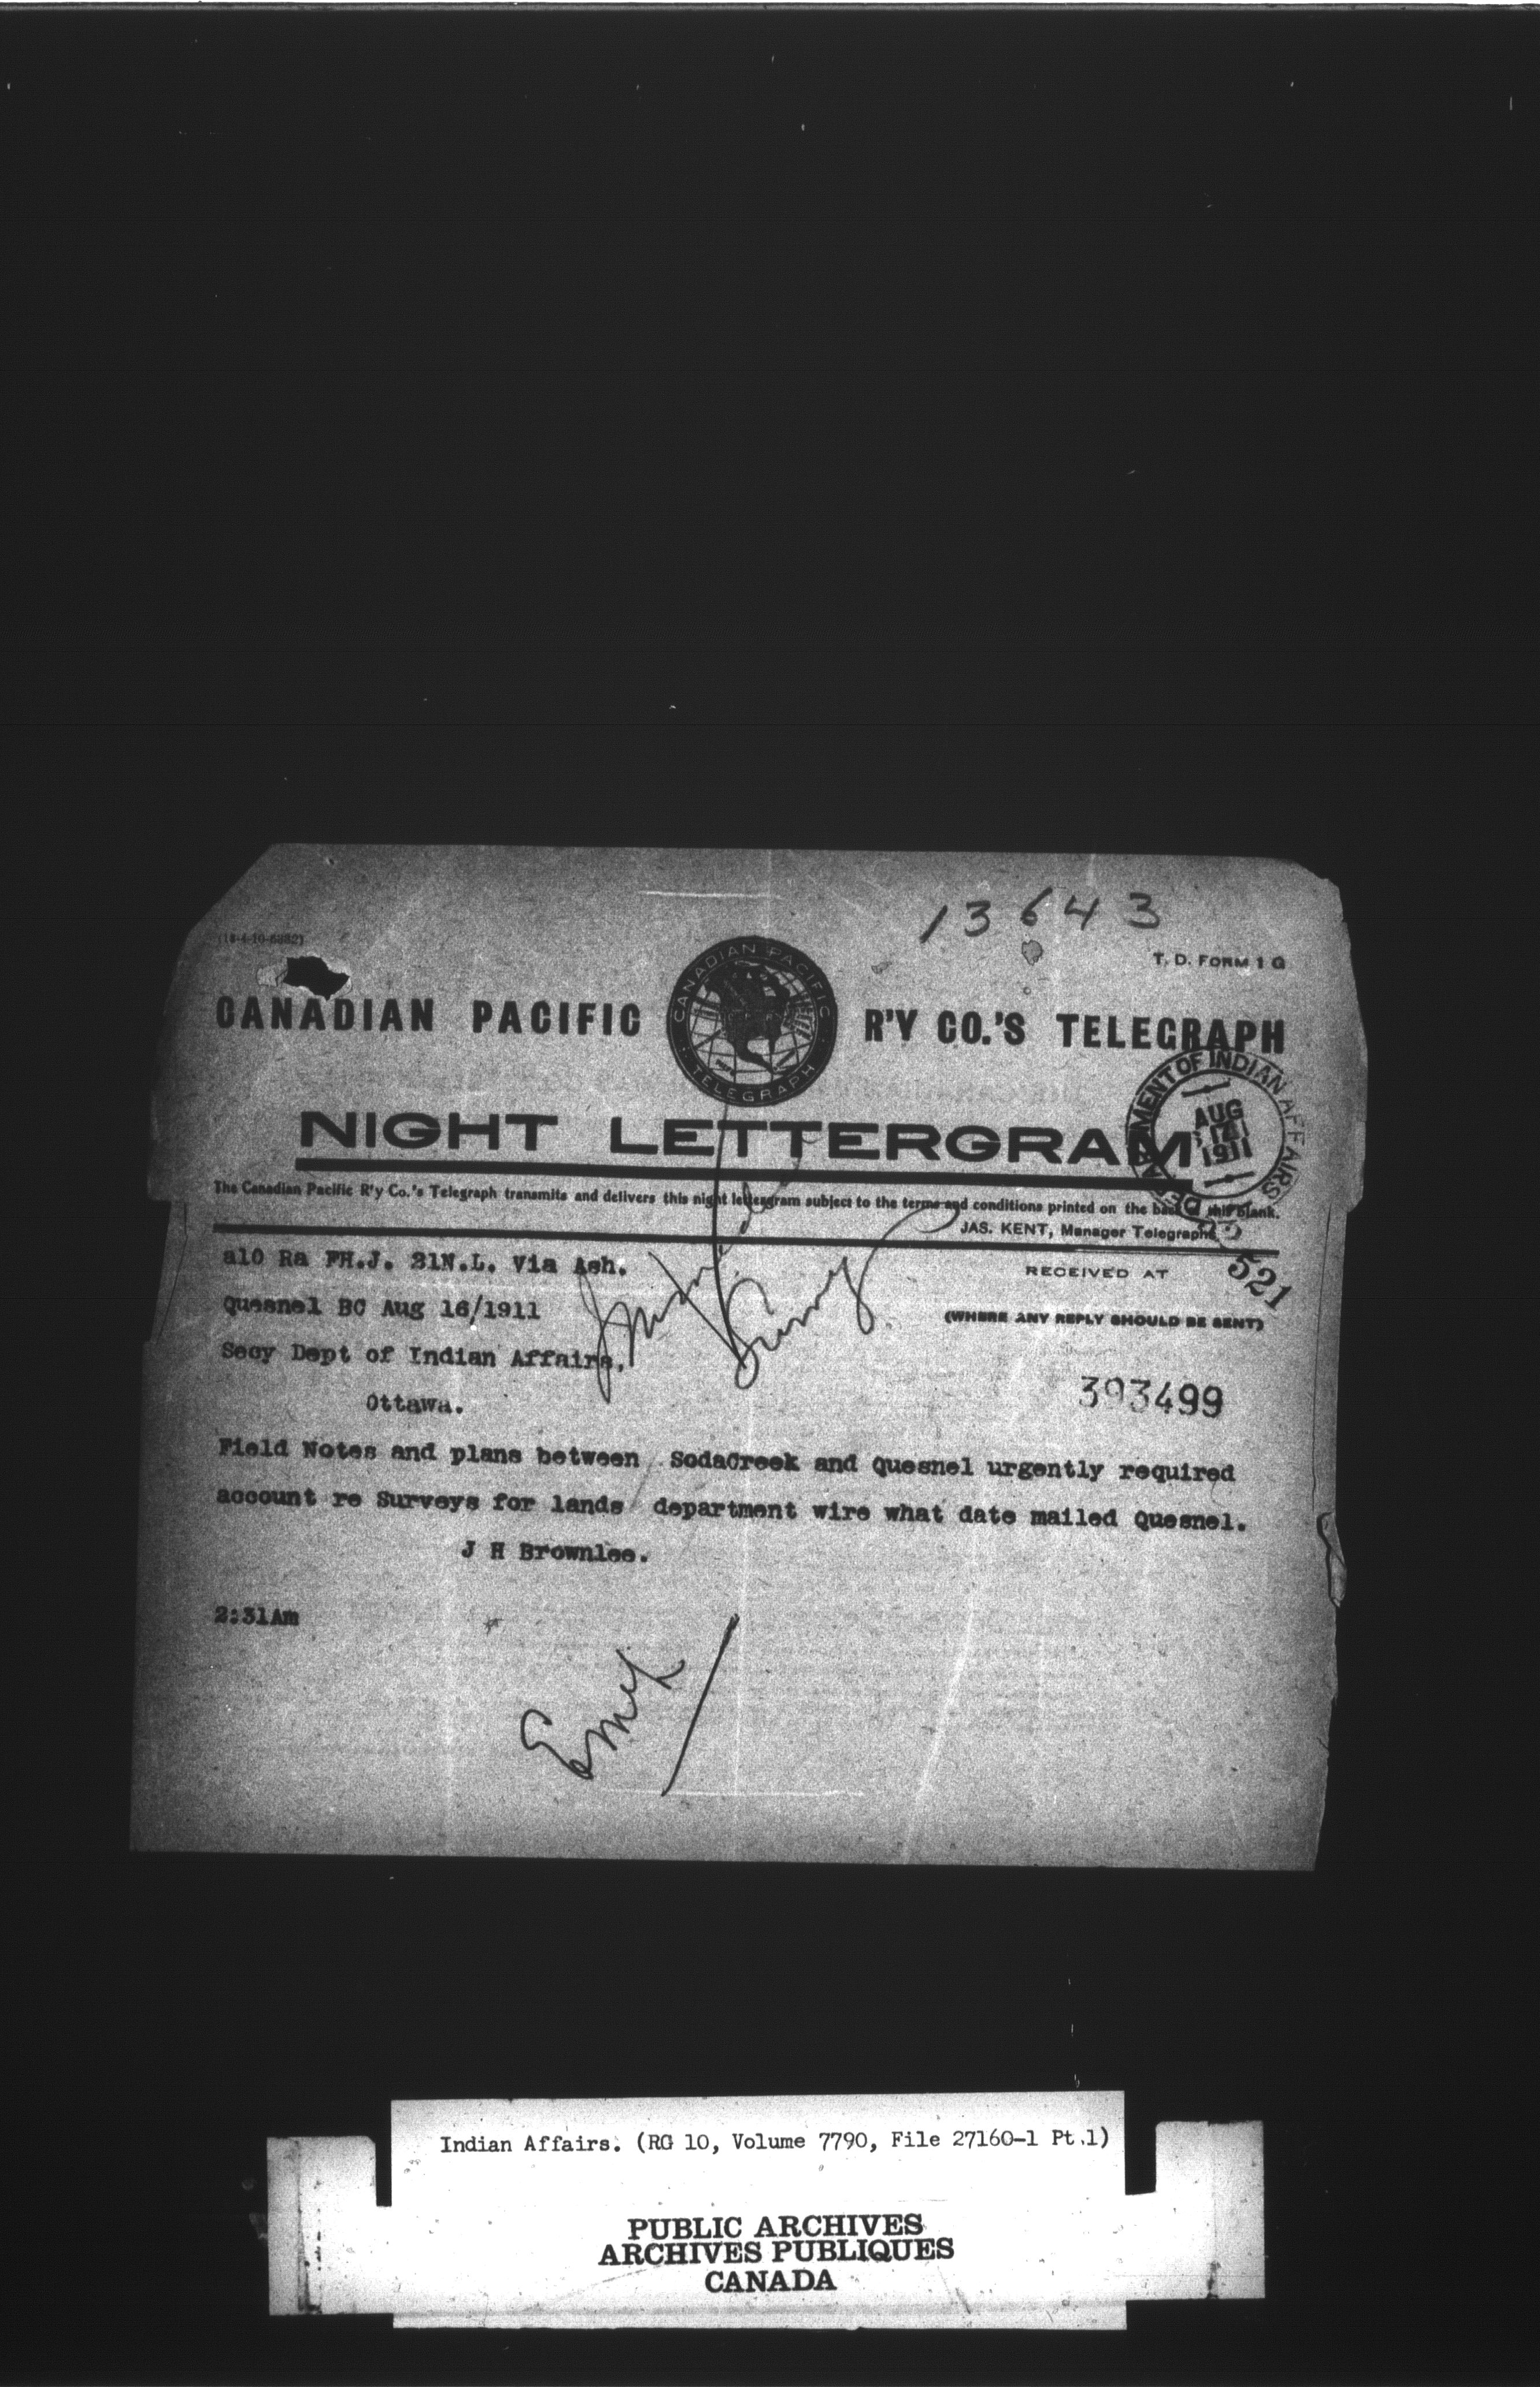 13643
(18-4-10-6882)
T. D. FORM 1 G
CANADIAN PACIFIC R'Y CO.'S TELEGRAPH
CANADIAN PACIFIC
TELEGRAPH
NIGHT LETTERGRAM
DEPARTMENT OF INDIAN AFFAIRS
AUG
1911
The Canadian Pacific R'y Co.'s Telegraph transmits and delivers this night lettergram subject to the terms and conditions printed on the back of this blank.
JAS. KENT, Manager Telegraphs.
a10 Ra FH.J. 31N.L. Via Ash.
RECEIVED AT
521
Quesnel BC Aug 16/1911
(WHERE ANY REPLY SHOULD BE SENT)
Secy Dept of Indian Affairs,
Ottawa.
393499
Survey
Field Notes and plans between SodaCreek and Quesnel urgently required
account re Surveys for lands department wire what date mailed Quesnel.
J H Brownlee.
2:31Am
Indian Affairs. (RG 10, Volume 7790, File 27160-1 Pt.1)
PUBLIC ARCHIVES
ARCHIVES PUBLIQUES
CANADA